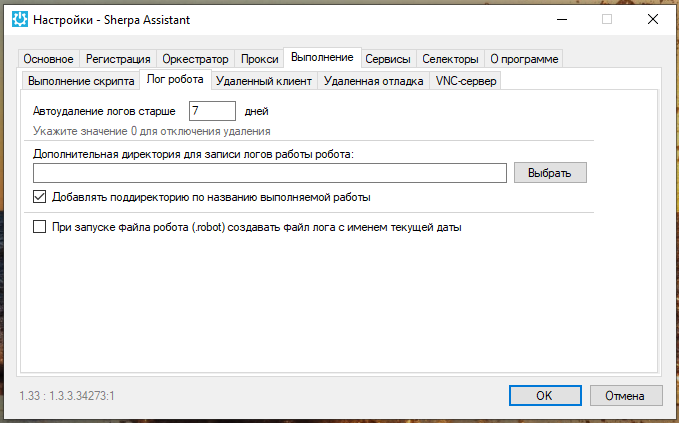 Настройки - Sherpa Assistant
Основное Регистрация Оркестратор Прокси Выполнение Сервисы Селекторы О программе
Выполнение скрипта Лог робота Удаленный клиент Удаленная отладка VNC-сервер
Автоудаление логов старше 7 дней
Укажите значение 0 для отключения удаления
Дополнительная директория для записи логов работы робота:
Выбрать
Добавлять поддиректорию по названию выполняемой работы
При запуске файла робота (.robot) создавать файл лога с именем текущей даты
1.33 : 1.3.3.34273:1 OK Отмена